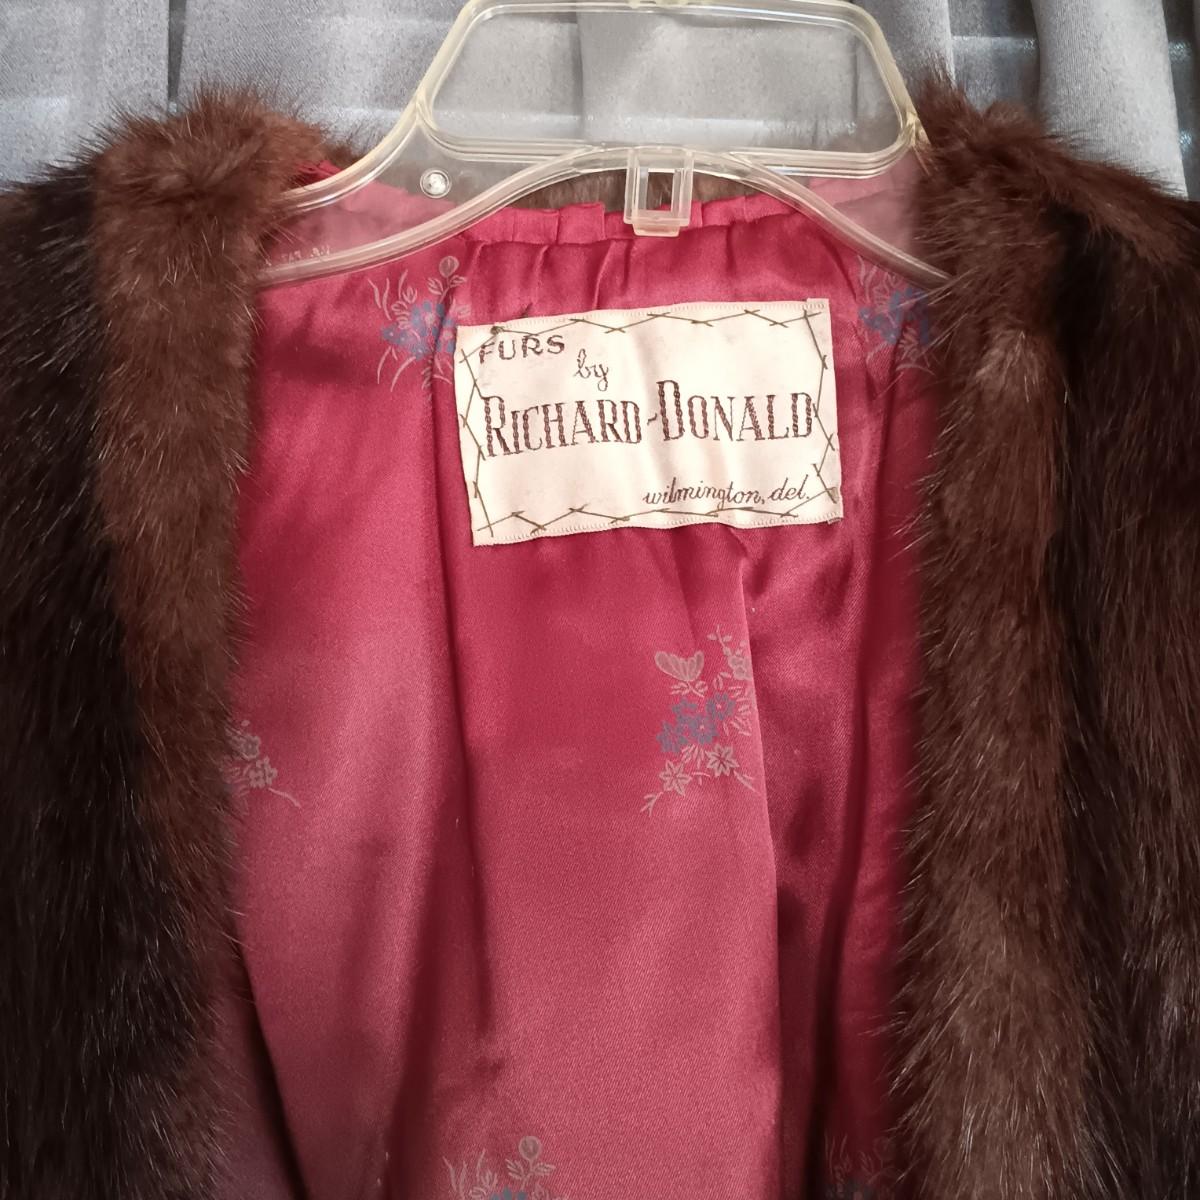 FURS
by
RICHARD-DONALD
wilmington, del.